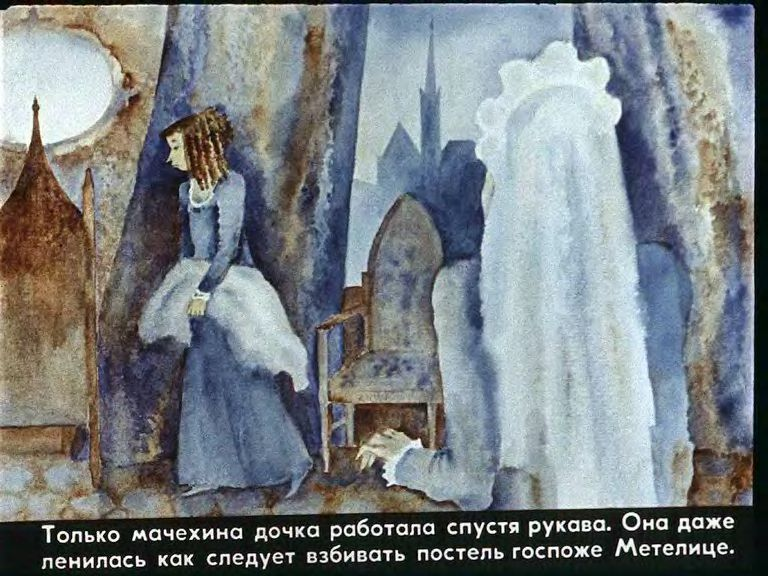 Только мачехина дочка работала спустя рукава. Она даже
ленилась как следует взбивать постель госпоже Метелице.